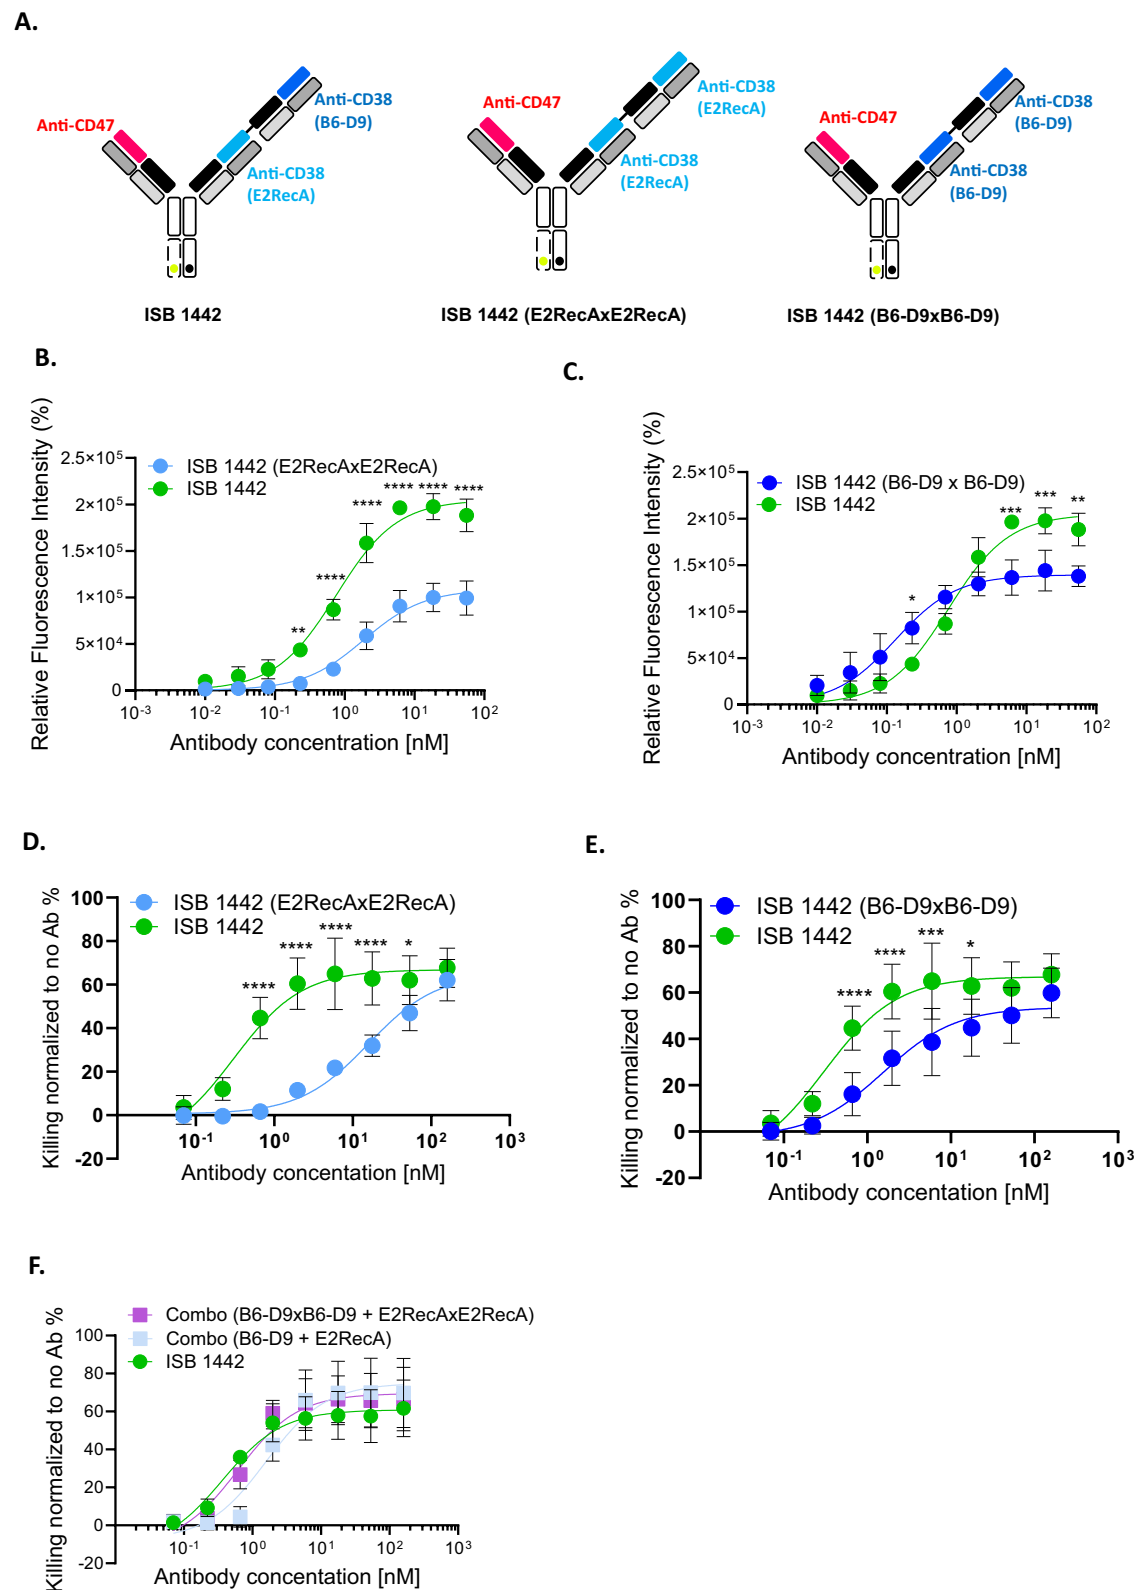 A.
Anti-CD47
Anti-CD38
(B6-D9)
Anti-CD38
(E2RecA)
ISB 1442
Anti-CD47
Anti-CD38
(E2RecA)
Anti-CD38
(E2RecA)
ISB 1442 (E2RecAxE2RecA)
Anti-CD47
Anti-CD38
(B6-D9)
Anti-CD38
(B6-D9)
ISB 1442 (B6-D9xB6-D9)
B.
Relative Fluorescence Intensity (%)
2.5×10⁵
2×10⁵
1.5×10⁵
1×10⁵
5×10⁴
0
ISB 1442 (E2RecAxE2RecA)
ISB 1442
** **** **** **** **** ****
10⁻³ 10⁻² 10⁻¹ 10⁰ 10¹ 10²
Antibody concentration [nM]
C.
Relative Fluorescence Intensity (%)
2.5×10⁵
2×10⁵
1.5×10⁵
1×10⁵
5×10⁴
0
ISB 1442 (B6-D9 x B6-D9)
ISB 1442
* *** *** **
10⁻³ 10⁻² 10⁻¹ 10⁰ 10¹ 10²
Antibody concentration [nM]
D.
Killing normalized to no Ab %
100
80
60
40
20
0
-20
ISB 1442 (E2RecAxE2RecA)
ISB 1442
**** **** **** **** *
10⁻¹ 10⁰ 10¹ 10² 10³
Antibody concentation [nM]
E.
Killing normalized to no Ab %
100
80
60
40
20
0
-20
ISB 1442 (B6-D9xB6-D9)
ISB 1442
**** **** *** *
10⁻¹ 10⁰ 10¹ 10² 10³
Antibody concentation [nM]
F.
Killing normalized to no Ab %
100
80
60
40
20
0
-20
Combo (B6-D9xB6-D9 + E2RecAxE2RecA)
Combo (B6-D9 + E2RecA)
ISB 1442
10⁻¹ 10⁰ 10¹ 10² 10³
Antibody concentation [nM]